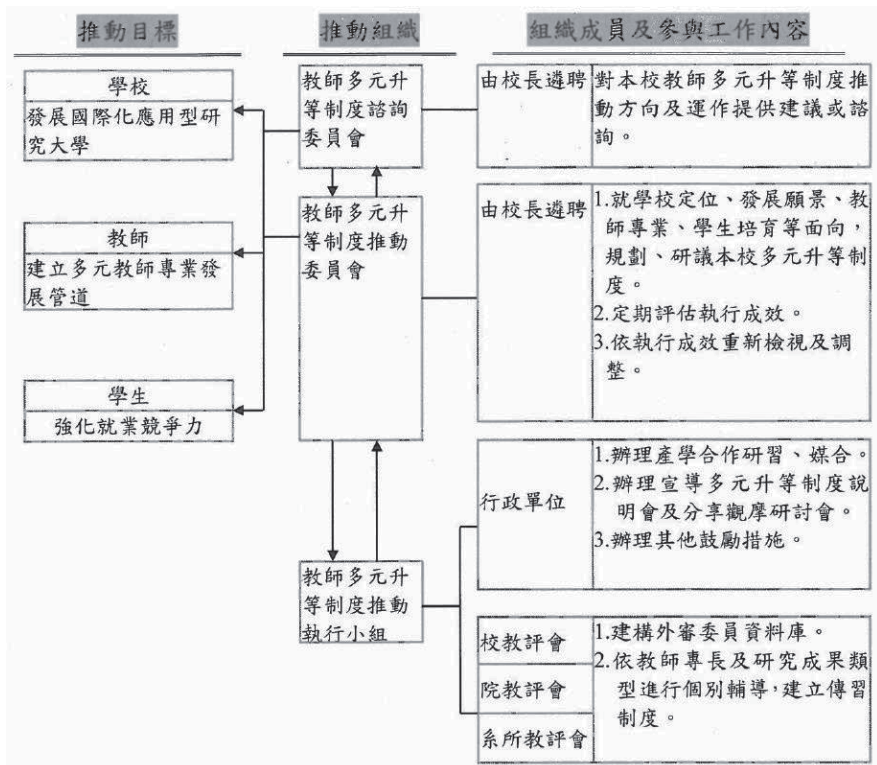 推動目標
推動組織
組織成員及參與工作內容
學校
發展國際化應用型研
究大學
教師
建立多元教師專業發
展管道
學生
強化就業競爭力
教師多元升
等制度諮詢
委員會
教師多元升
等制度推動
委員會
教師多元升
等制度推動
執行小組
由校長遴聘
對本校教師多元升等制度推
動方向及運作提供建議或諮
詢。
由校長遴聘
1.就學校定位、發展願景、教
師專業、學生培育等面向，
規劃、研議本校多元升等制
度。
2.定期評估執行成效。
3.依執行成效重新檢視及調
整。
行政單位
1.辦理產學合作研習、媒合。
2.辦理宣導多元升等制度說
明會及分享觀摩研討會。
3.辦理其他鼓勵措施。
校教評會
院教評會
系所教評會
1.建構外審委員資料庫。
2.依教師專長及研究成果類
型進行個別輔導，建立傳習
制度。